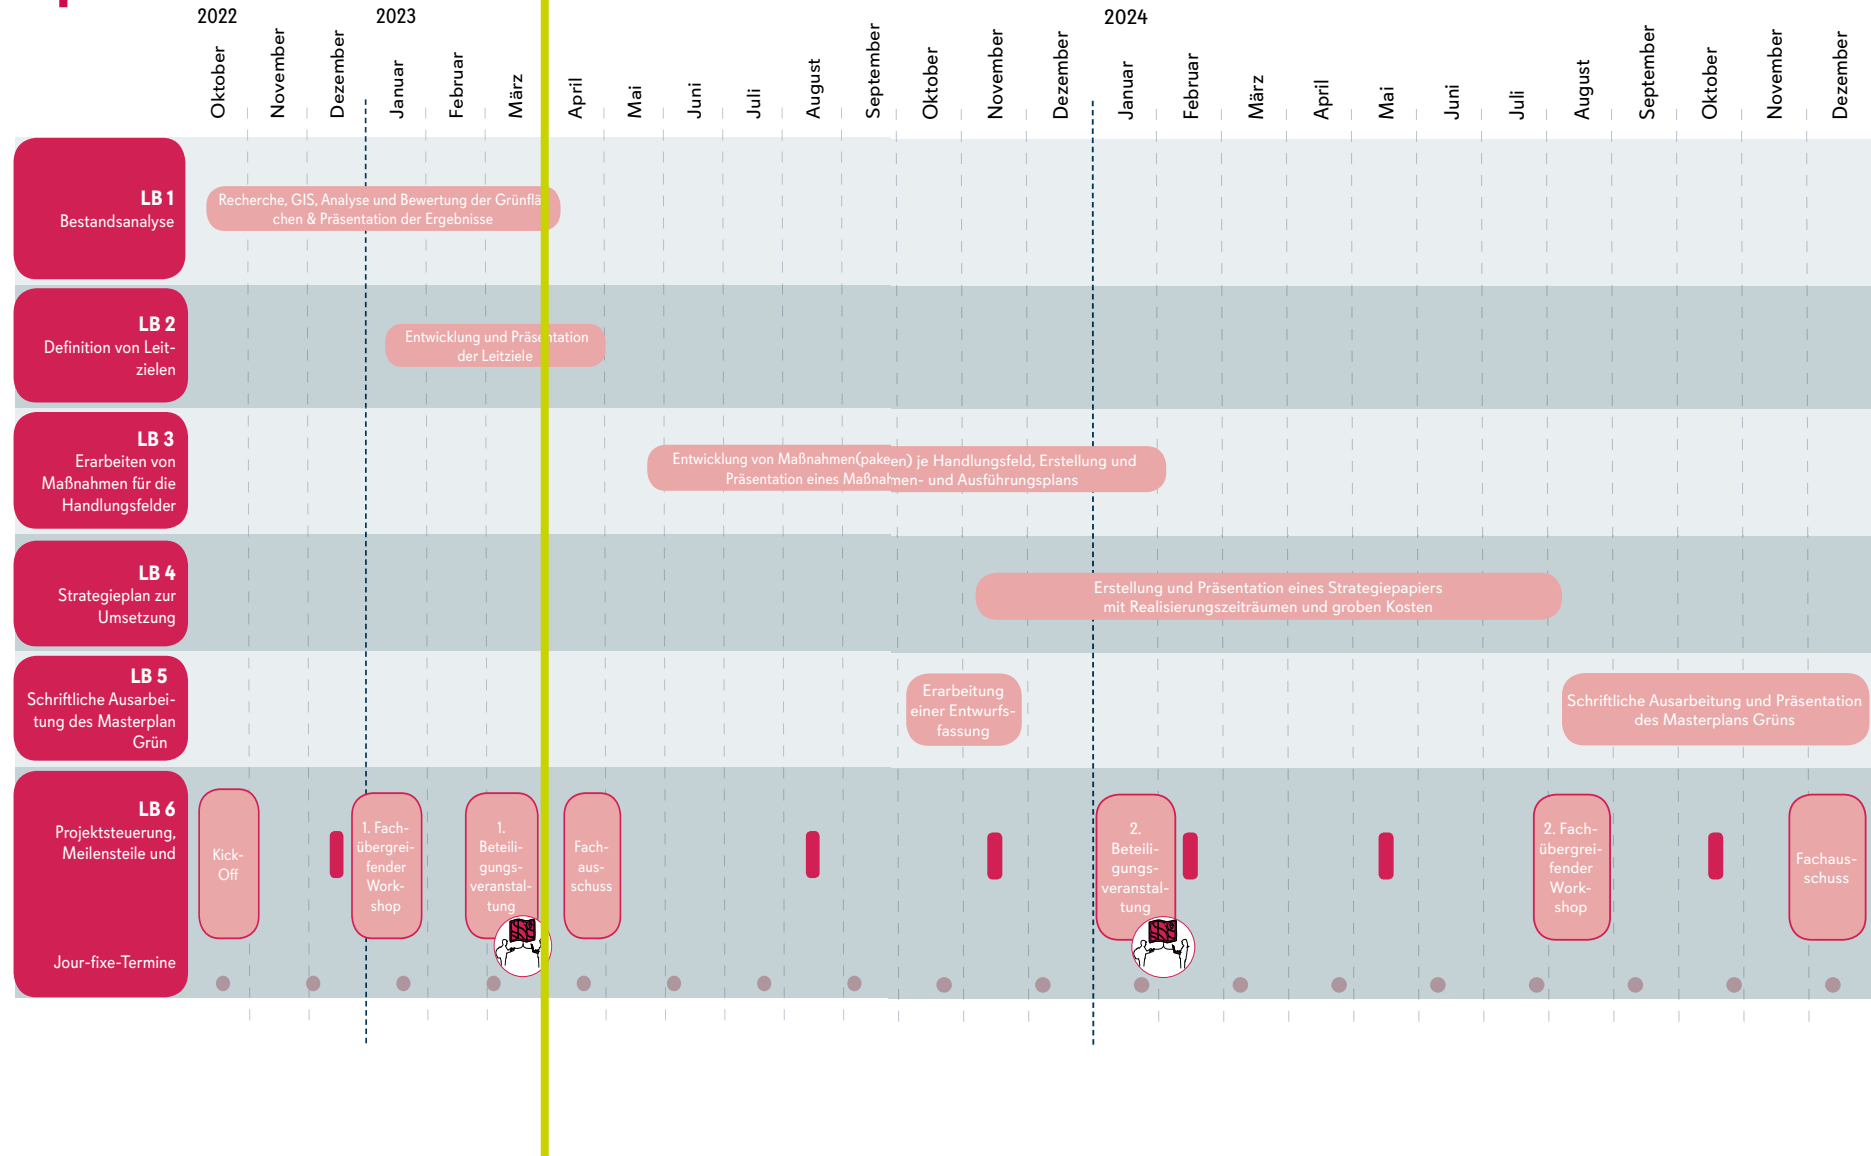 2022
2023
2024
Oktober
November
Dezember
Januar
Februar
März
April
Mai
Juni
Juli
August
September
Oktober
November
Dezember
Januar
Februar
März
April
Mai
Juni
Juli
August
September
Oktober
November
Dezember
LB 1
Bestandsanalyse
Recherche, GIS, Analyse und Bewertung der Grünflä
chen & Präsentation der Ergebnisse
LB 2
Definition von Leit-
zielen
Entwicklung und Präsentation
der Leitziele
LB 3
Erarbeiten von
Maßnahmen für die
Handlungsfelder
Entwicklung von Maßnahmen(pakeen) je Handlungsfeld, Erstellung und
Präsentation eines Maßnahmen- und Ausführungsplans
LB 4
Strategieplan zur
Umsetzung
Erstellung und Präsentation eines Strategiepapiers
mit Realisierungszeiträumen und groben Kosten
LB 5
Schriftliche Ausarbei-
tung des Masterplan
Grün
Erarbeitung
einer Entwurfs-
fassung
Schriftliche Ausarbeitung und Präsentation
des Masterplans Grüns
LB 6
Projektsteuerung,
Meilensteile und
Jour-fixe-Termine
Kick-
Off
1. Fach-
übergrei-
fender
Work-
shop
1.
Beteili-
gungs-
veranstal-
tung
Fach-
aus-
schuss
2.
Beteili-
gungs-
veranstal-
tung
2. Fach-
übergrei-
fender
Work-
shop
Fachaus-
schuss